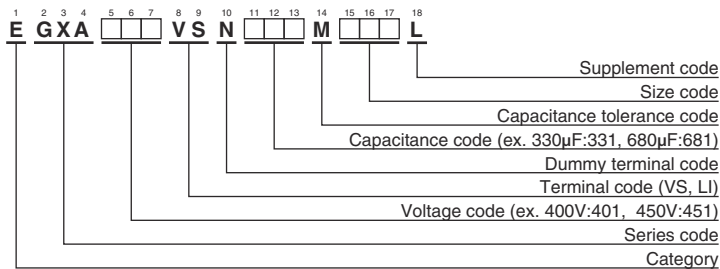 1 2 3 4 5 6 7 8 9 10 11 12 13 14 15 16 17 18
E GXA □□□ VS N □□□ M □□□ L
Supplement code
Size code
Capacitance tolerance code
Capacitance code (ex. 330µF:331, 680µF:681)
Dummy terminal code
Terminal code (VS, LI)
Voltage code (ex. 400V:401, 450V:451)
Series code
Category